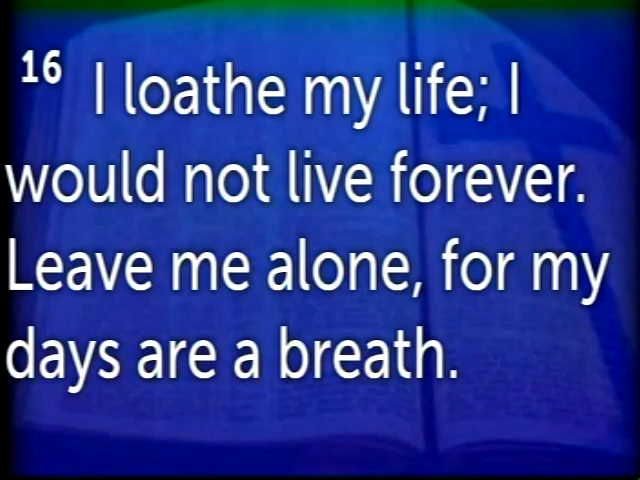 16 I loathe my life; I
would not live forever.
Leave me alone, for my
days are a breath.